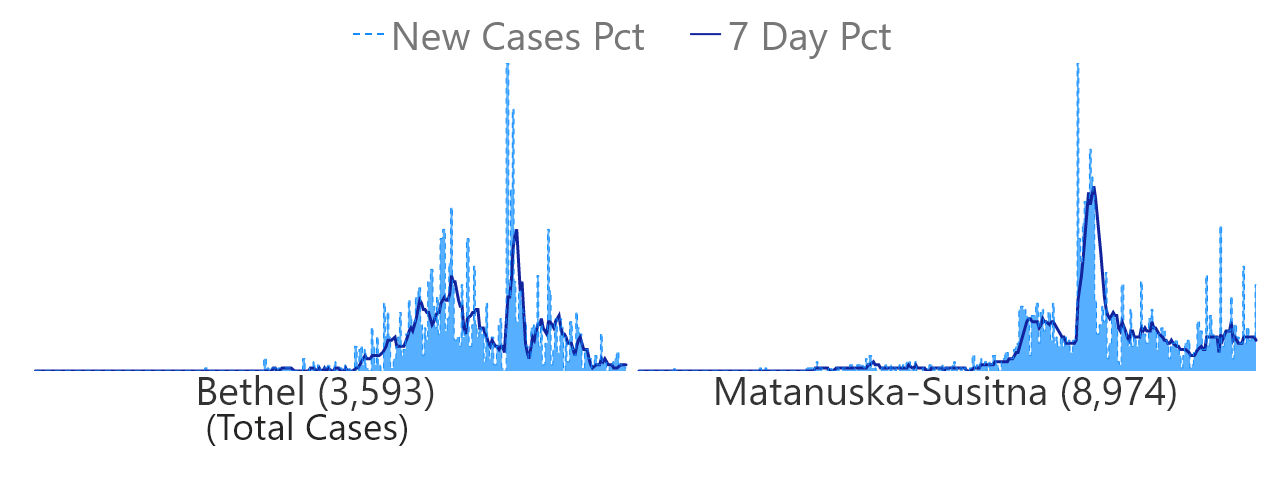 New Cases Pct 7 Day Pct
Bethel (3,593) Matanuska-Susitna (8,974)
(Total Cases)